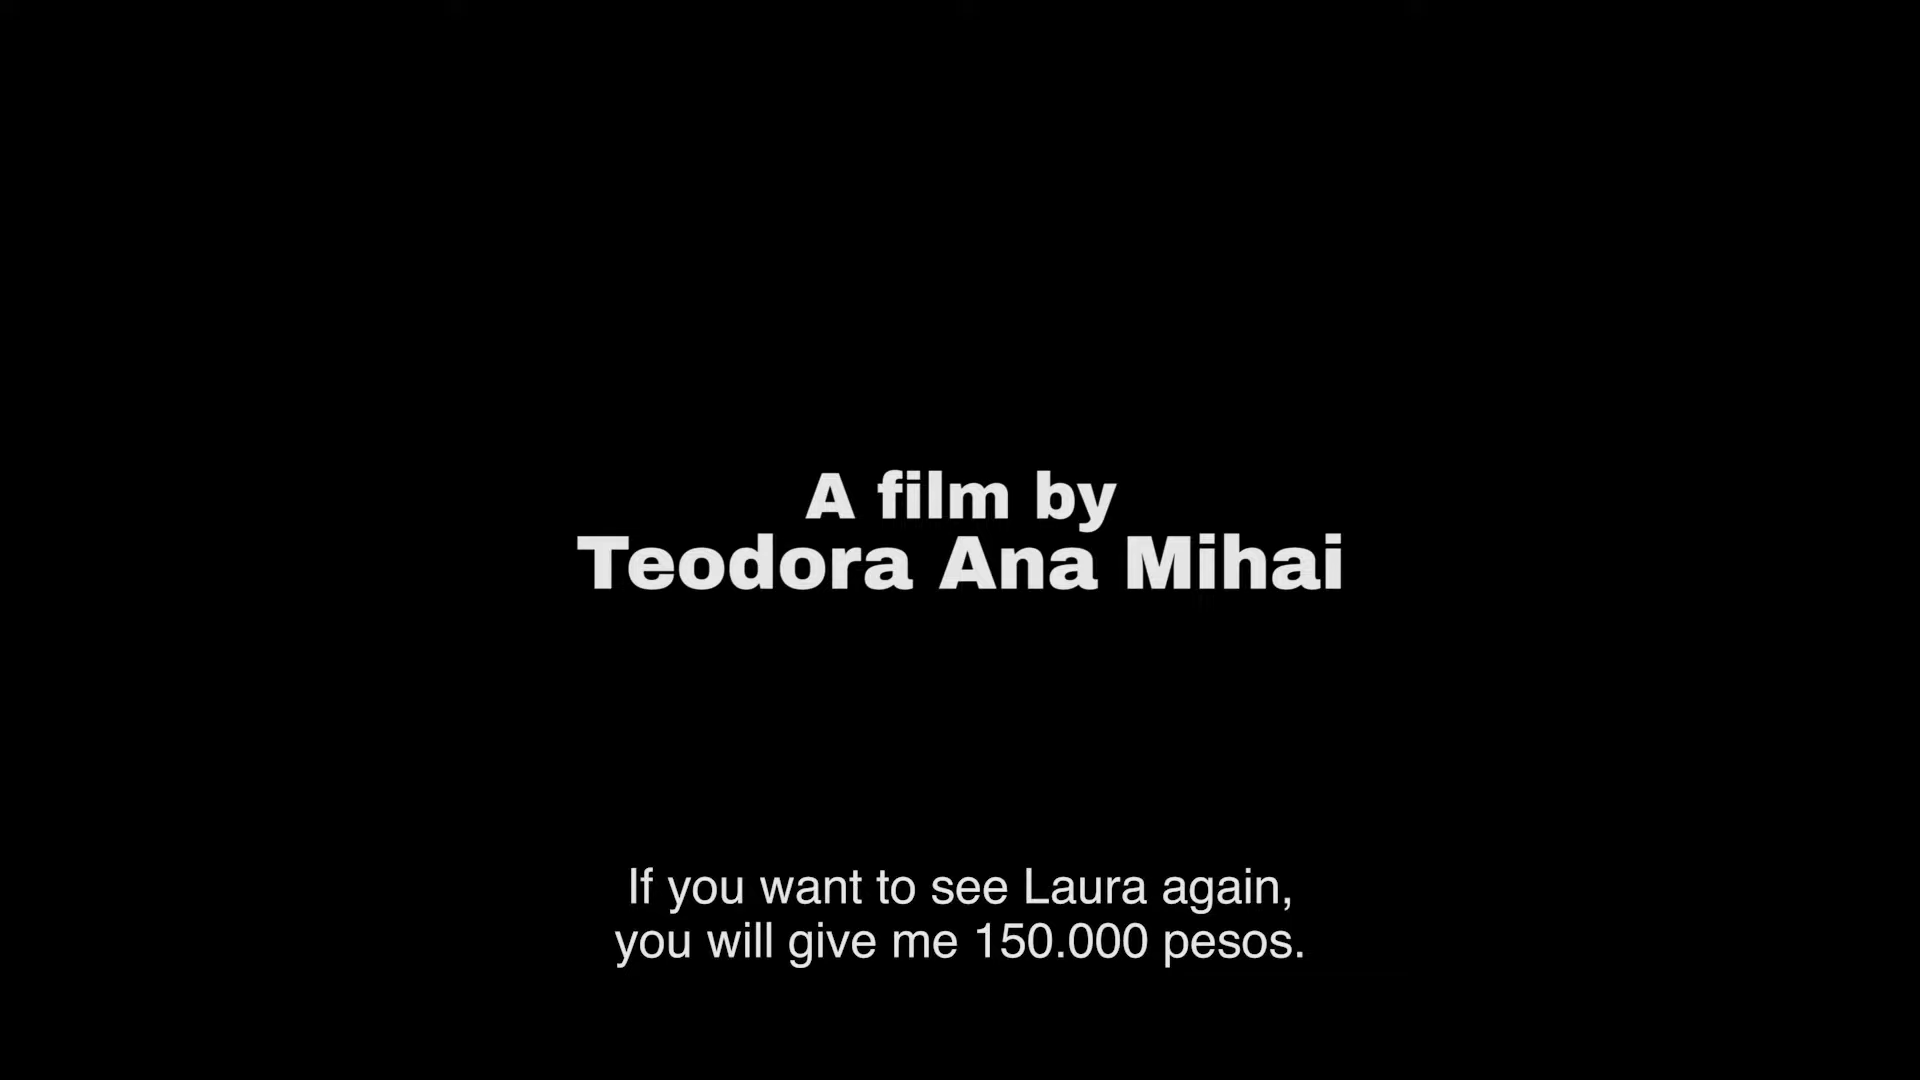 A film by
Teodora Ana Mihai
If you want to see Laura again,
you will give me 150.000 pesos.